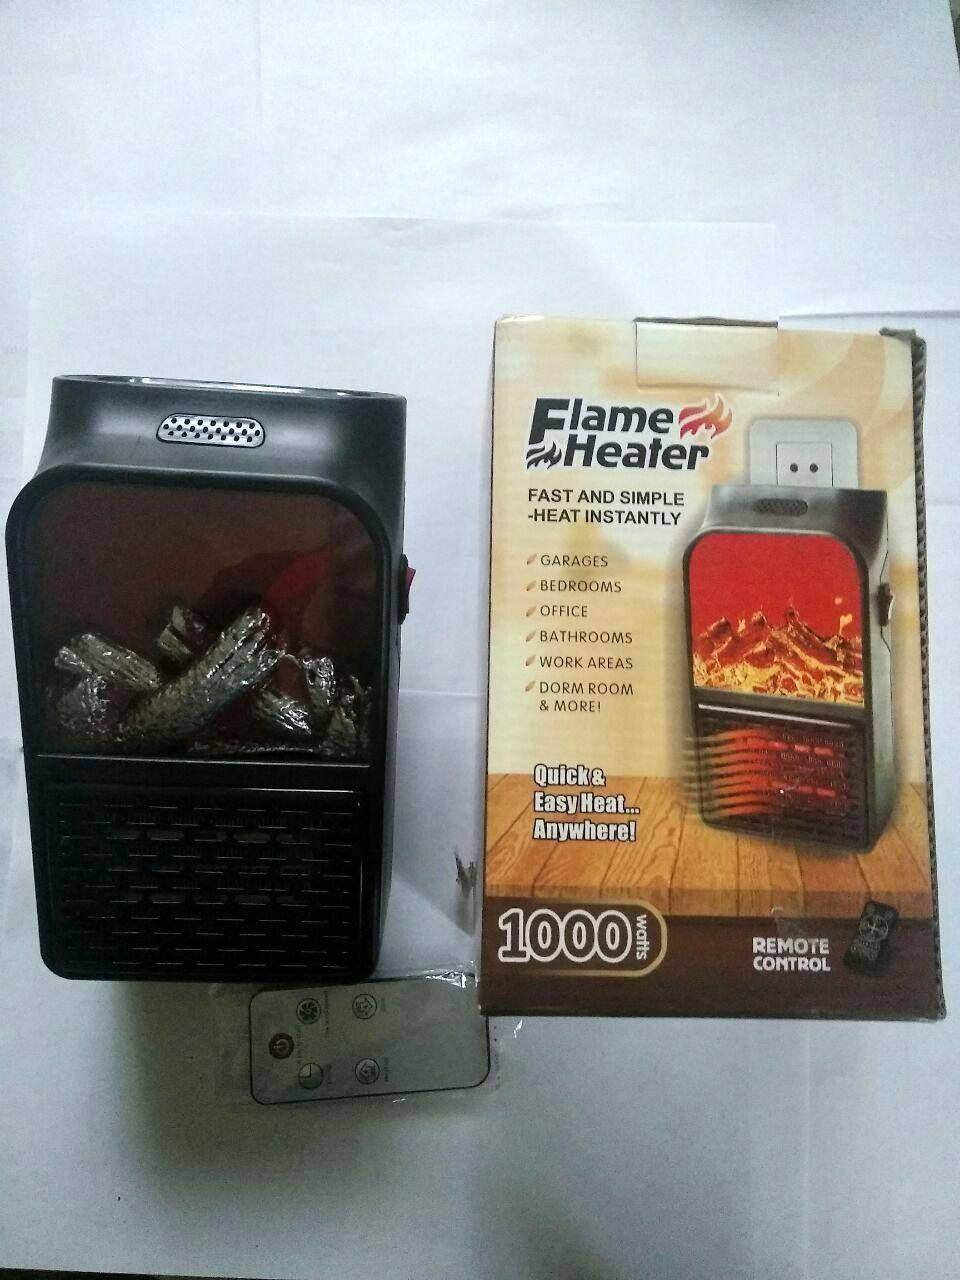 Flame
Heater
FAST AND SIMPLE
-HEAT INSTANTLY
GARAGES
BEDROOMS
OFFICE
BATHROOMS
WORK AREAS
DORM ROOM
& MORE!
Quick &
Easy Heat...
Anywhere!
1000 watts
REMOTE
CONTROL